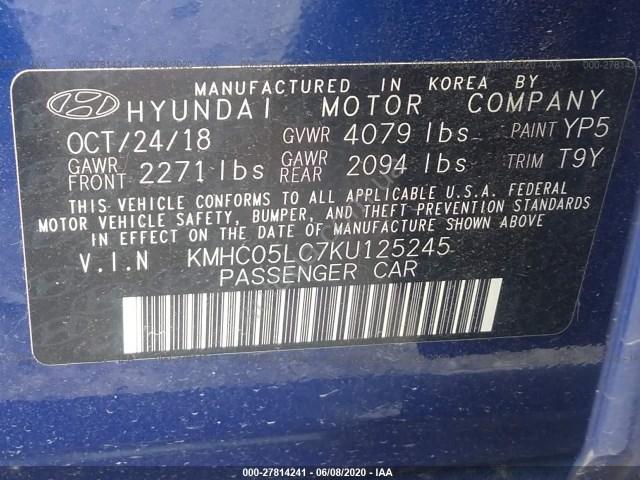 MANUFACTURED IN KOREA BY
HYUNDAI MOTOR COMPANY
OCT/24/18 GVWR 4079 lbs PAINT YP5
GAWR FRONT 2271 lbs GAWR REAR 2094 lbs TRIM T9Y
THIS VEHICLE CONFORMS TO ALL APPLICABLE U.S.A. FEDERAL
MOTOR VEHICLE SAFETY, BUMPER, AND THEFT PREVENTION STANDARDS
IN EFFECT ON THE DATE OF MANUFACTURE SHOWN ABOVE.
V.I.N KMHC05LC7KU125245
PASSENGER CAR
000-27814241 | 06/08/2020 | IAA